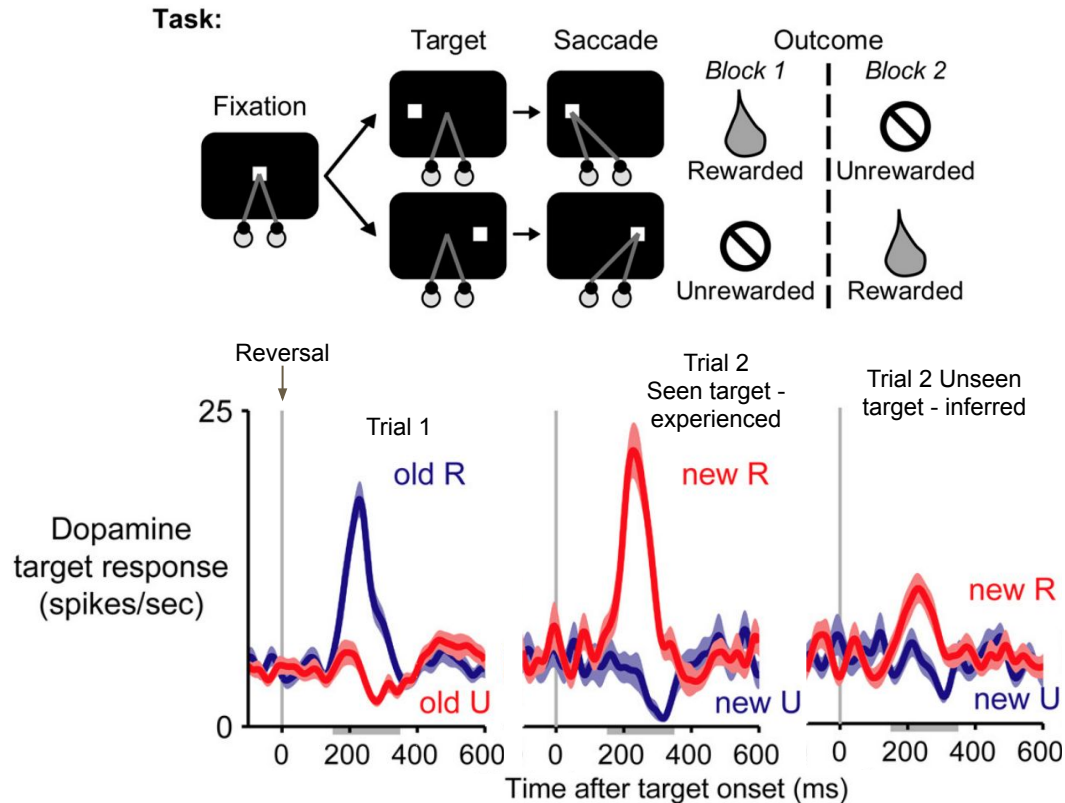 Task:
Target
Saccade
Outcome
Block 1
Block 2
Fixation
Rewarded
Unrewarded
Unrewarded
Rewarded
Reversal
Trial 1
Trial 2
Seen target -
experienced
Trial 2 Unseen
target - inferred
25
old R
new R
Dopamine
target response
(spikes/sec)
new R
old U
new U
new U
0
0
200
400
600
0
200
400
600
0
200
400
600
Time after target onset (ms)